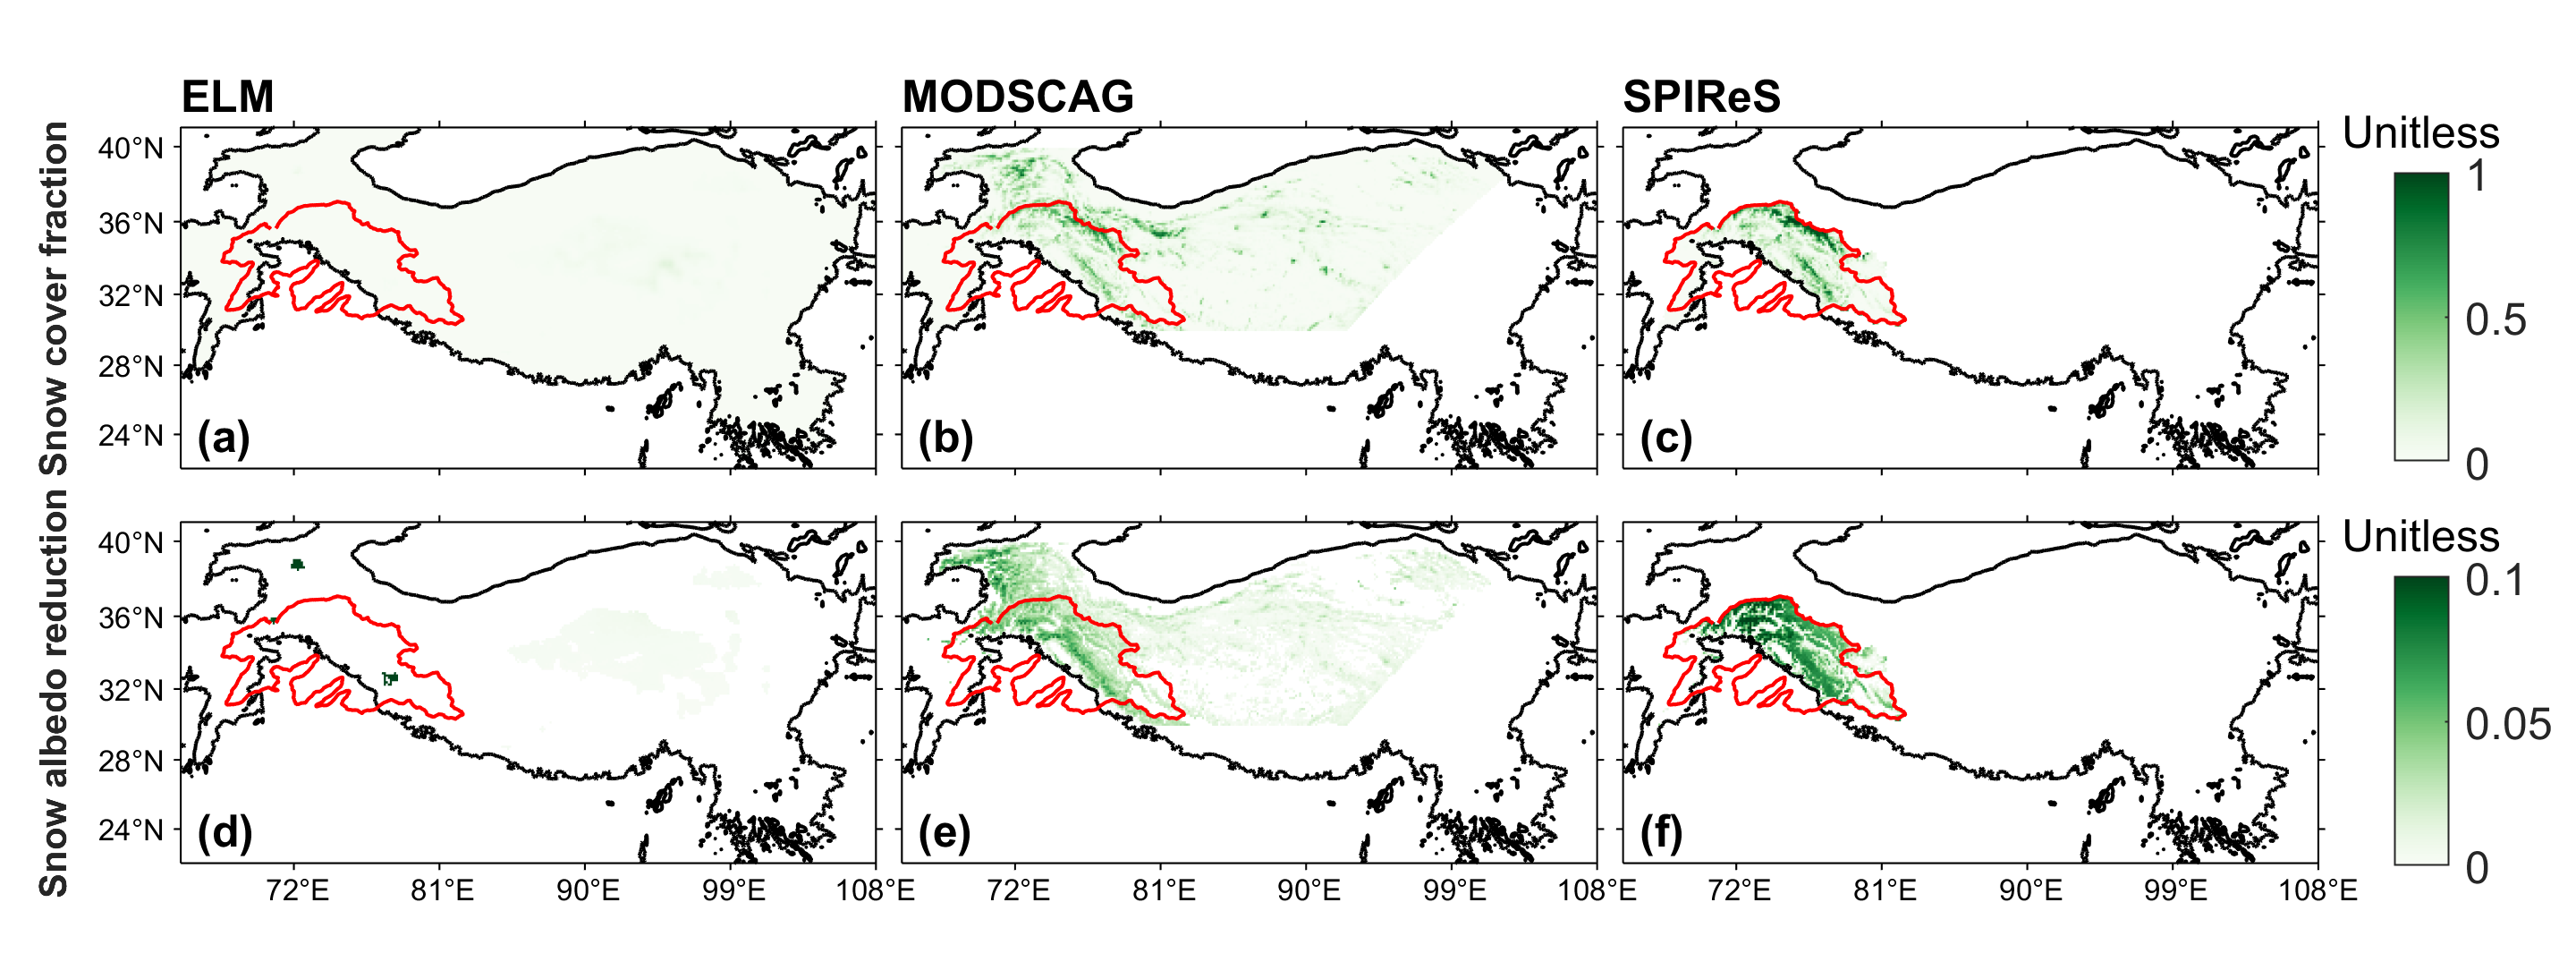 ELM MODSCAG SPIReS
Unitless
Snow cover fraction
40°N
36°N
32°N
28°N
24°N
(a) (b) (c)
1
0.5
0
Unitless
Snow albedo reduction
40°N
36°N
32°N
28°N
24°N
(d) (e) (f)
0.1
0.05
0
72°E 81°E 90°E 99°E 108°E 72°E 81°E 90°E 99°E 108°E 72°E 81°E 90°E 99°E 108°E